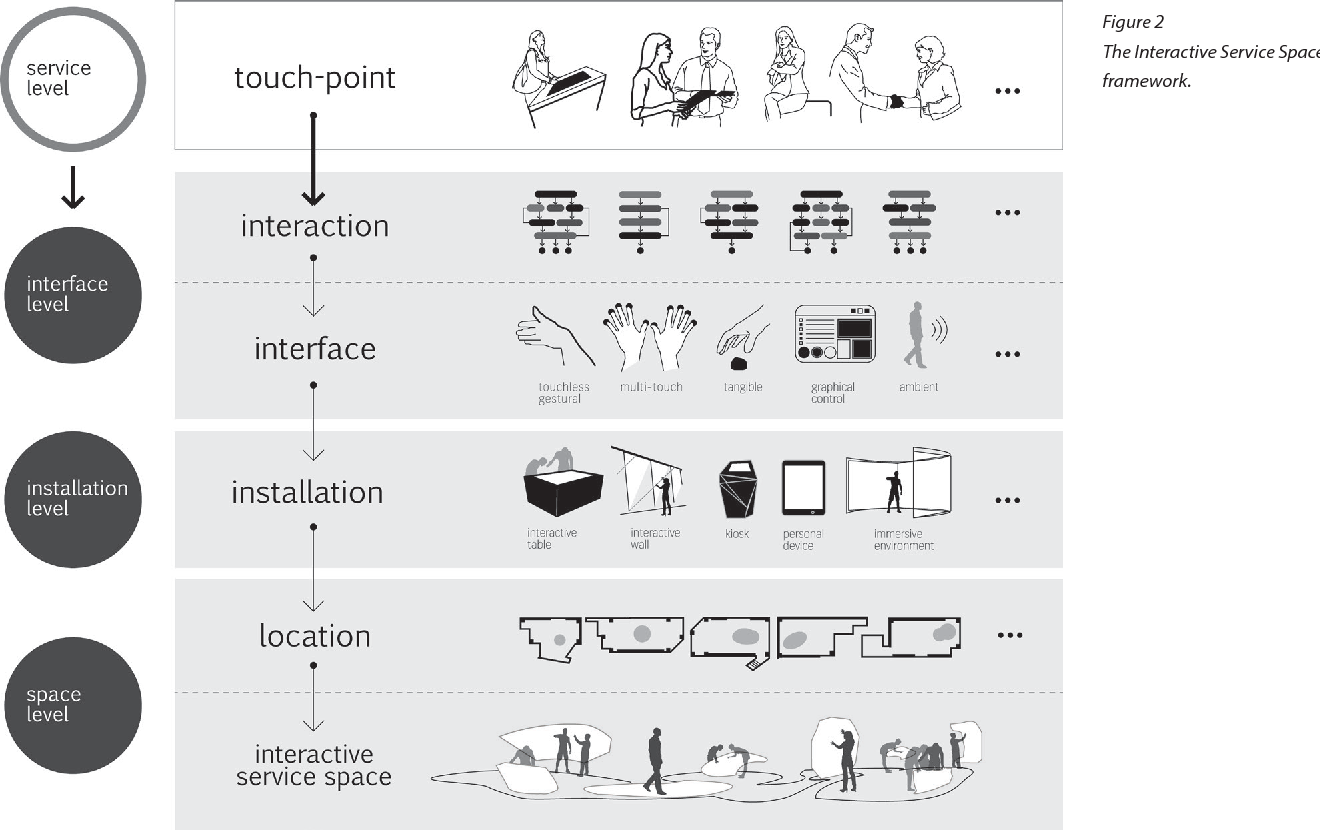 service
level
touch-point
...
Figure 2
The Interactive Service Space
framework.
interaction
...
interface
level
interface
touchless
gestural
multi-touch
tangible
graphical
control
ambient
...
installation
level
installation
interactive
table
interactive
wall
kiosk
personal
device
immersive
environment
...
space
level
location
...
interactive
service space